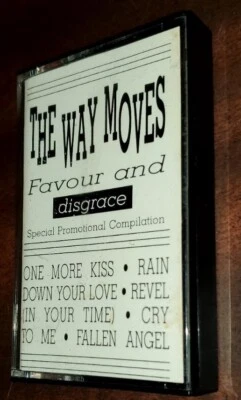 THE WAY MOVES
Favour and
disgrace
Special Promotional Compilation
ONE MORE KISS • RAIN
DOWN YOUR LOVE • REVEL
(IN YOUR TIME) • CRY
TO ME • FALLEN ANGEL